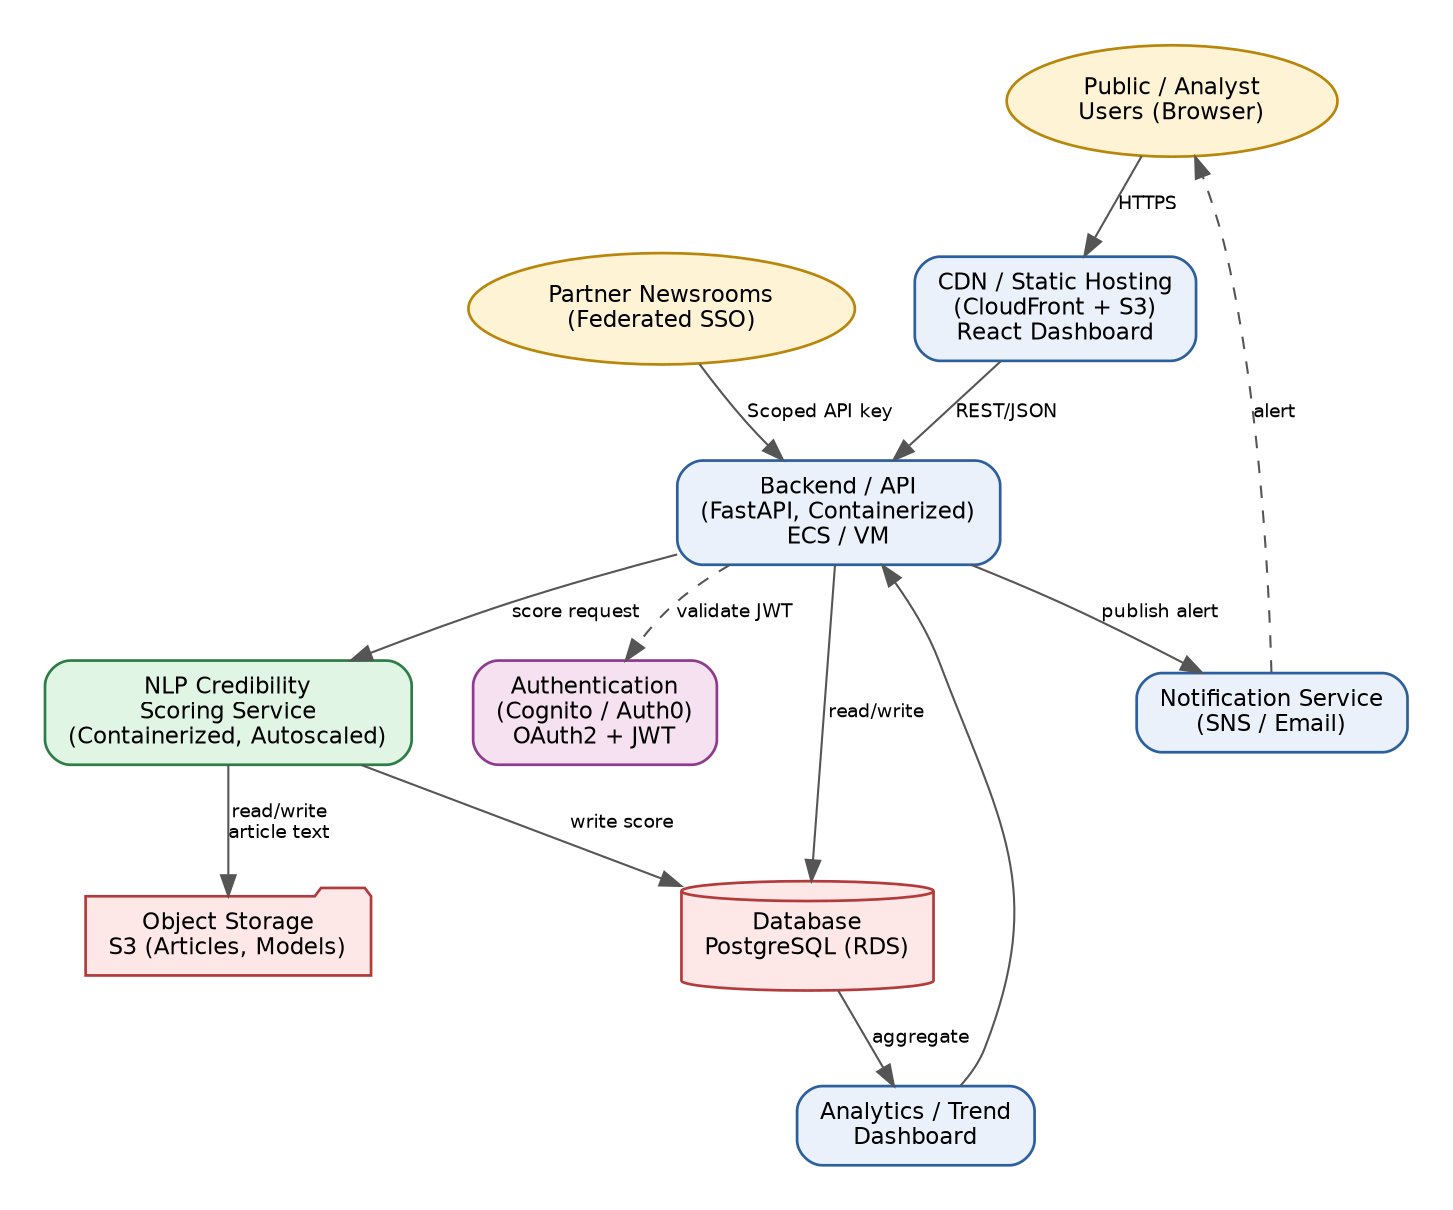 Public / Analyst
Users (Browser)
HTTPS
Partner Newsrooms
(Federated SSO)
CDN / Static Hosting
(CloudFront + S3)
React Dashboard
Scoped API key
REST/JSON
alert
Backend / API
(FastAPI, Containerized)
ECS / VM
score request
validate JWT
publish alert
NLP Credibility
Scoring Service
(Containerized, Autoscaled)
Authentication
(Cognito / Auth0)
OAuth2 + JWT
read/write
Notification Service
(SNS / Email)
read/write
article text
write score
Object Storage
S3 (Articles, Models)
Database
PostgreSQL (RDS)
aggregate
Analytics / Trend
Dashboard